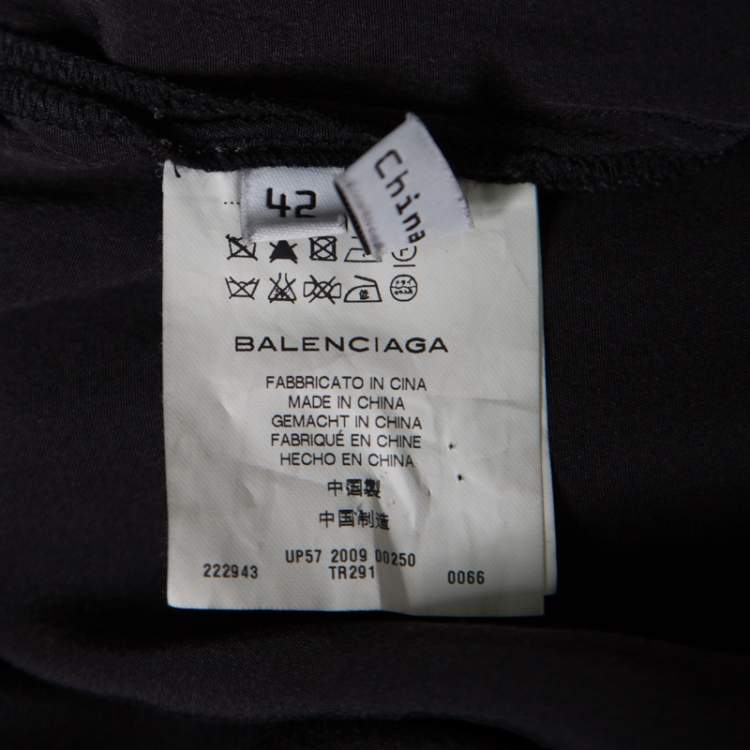 42
China
BALENCIAGA
FABBRICATO IN CINA
MADE IN CHINA
GEMACHT IN CHINA
FABRIQUÉ EN CHINE
HECHO EN CHINA
中国製
中国制造
UP57 2009 00250
222943 TR291 0066